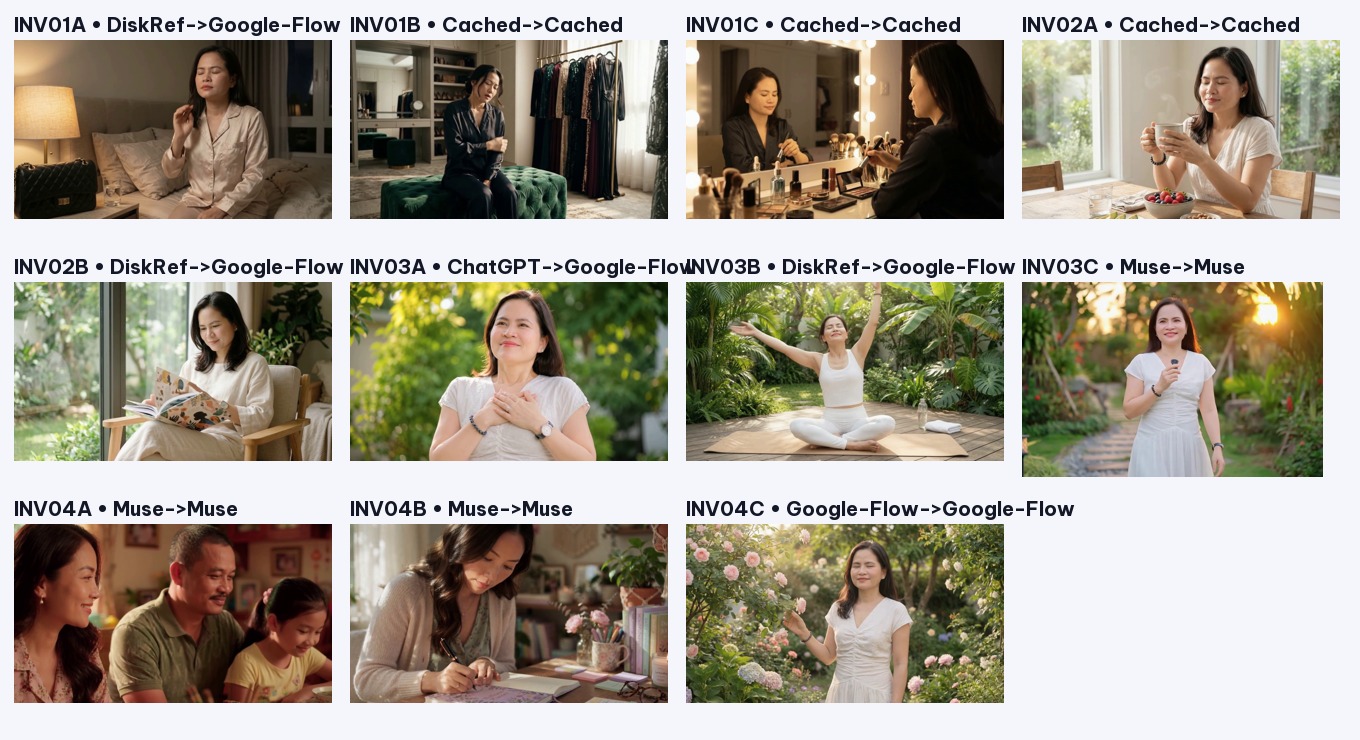 INV01A • DiskRef->Google-Flow
INV01B • Cached->Cached
INV01C • Cached->Cached
INV02A • Cached->Cached
INV02B • DiskRef->Google-Flow
INV03A • ChatGPT->Google-Flow
INV03B • DiskRef->Google-Flow
INV03C • Muse->Muse
INV04A • Muse->Muse
INV04B • Muse->Muse
INV04C • Google-Flow->Google-Flow